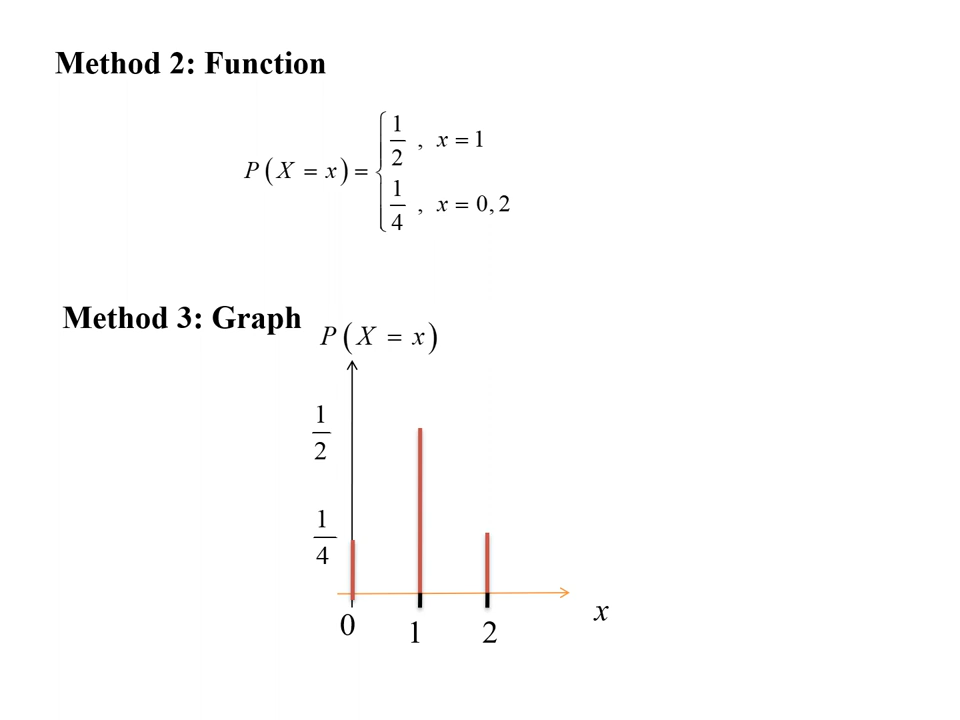 Method 2: Function
P(X = x) = { 1/2 , x = 1
1/4 , x = 0, 2
Method 3: Graph
P(X = x)
1/2
1/4
0 1 2
x